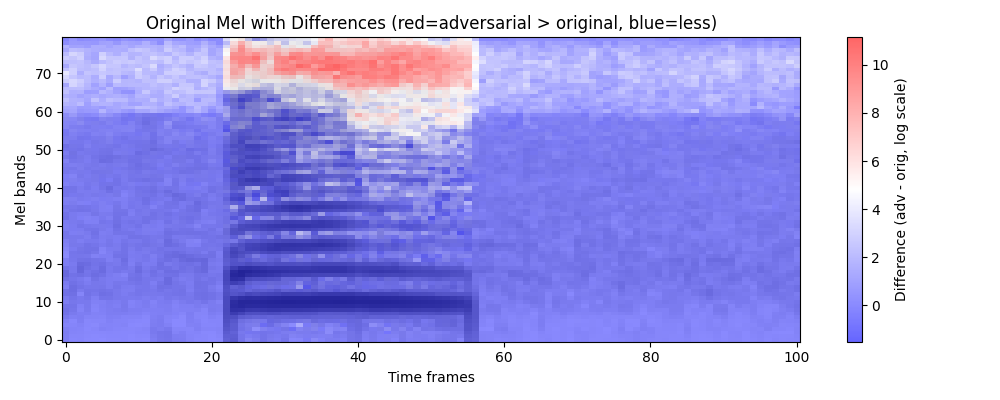 Original Mel with Differences (red=adversarial > original, blue=less)
70
60
50
40
30
20
10
0
Mel bands
0 20 40 60 80 100
Time frames
10
8
6
4
2
0
Difference (adv - orig, log scale)